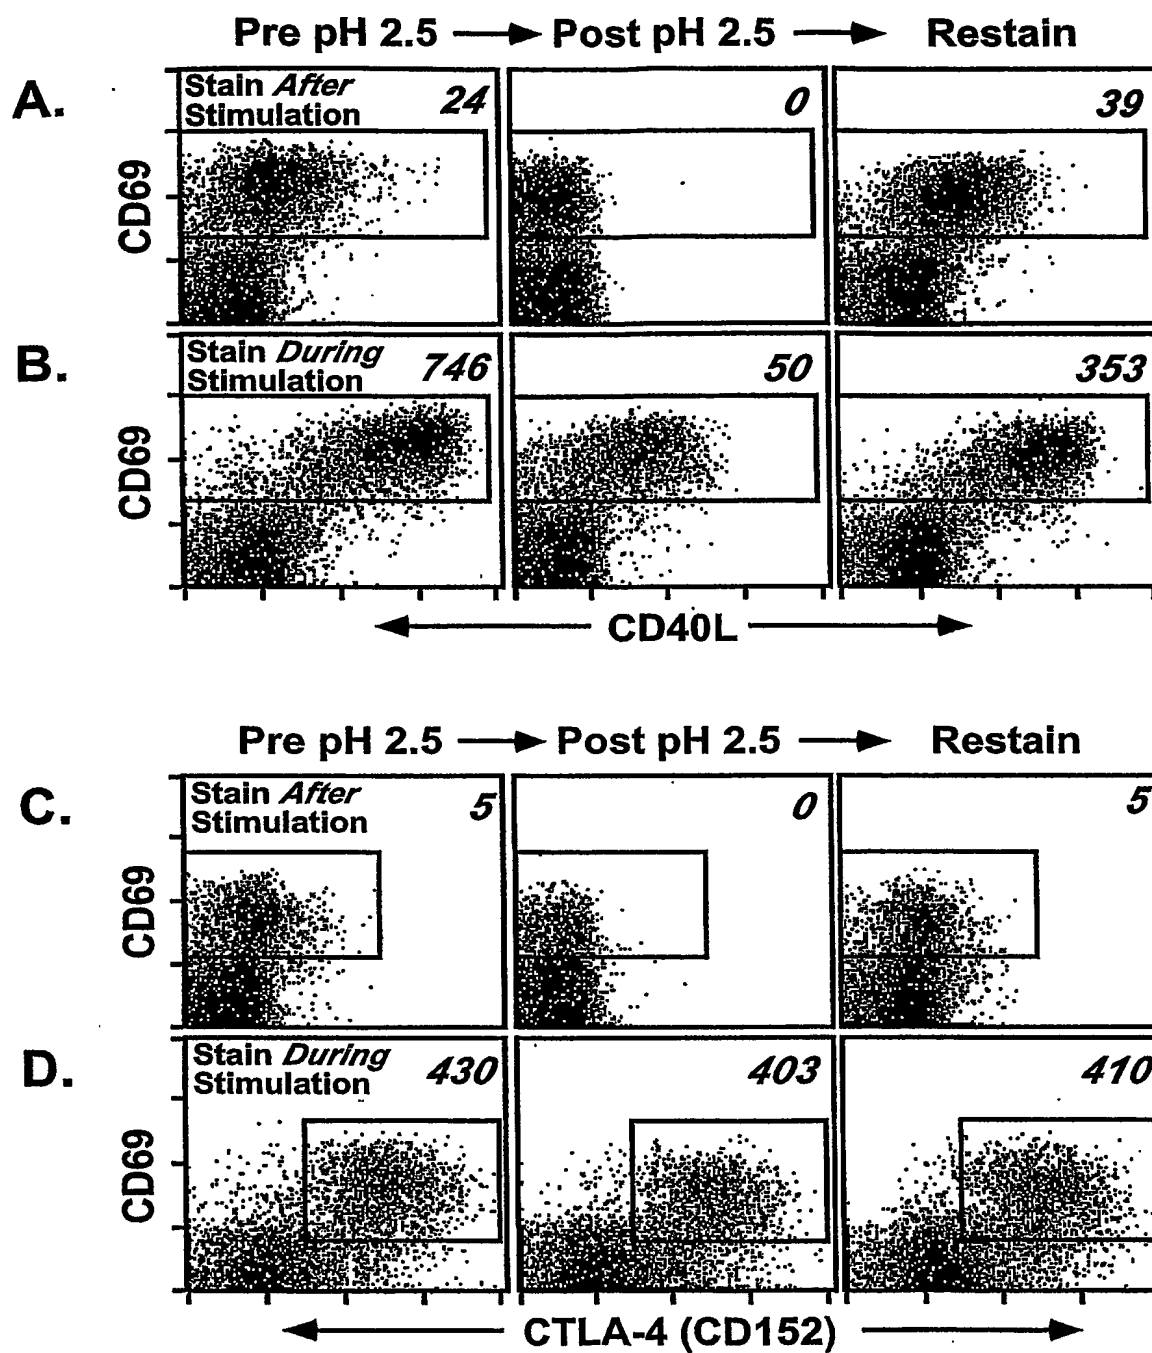 Pre pH 2.5 → Post pH 2.5 → Restain
A.
Stain After
Stimulation 24
0
39
CD69
B.
Stain During
Stimulation 746
50
353
CD69
CD40L
Pre pH 2.5 → Post pH 2.5 → Restain
C.
Stain After
Stimulation 5
0
5
CD69
D.
Stain During
Stimulation 430
403
410
CD69
CTLA-4 (CD152)